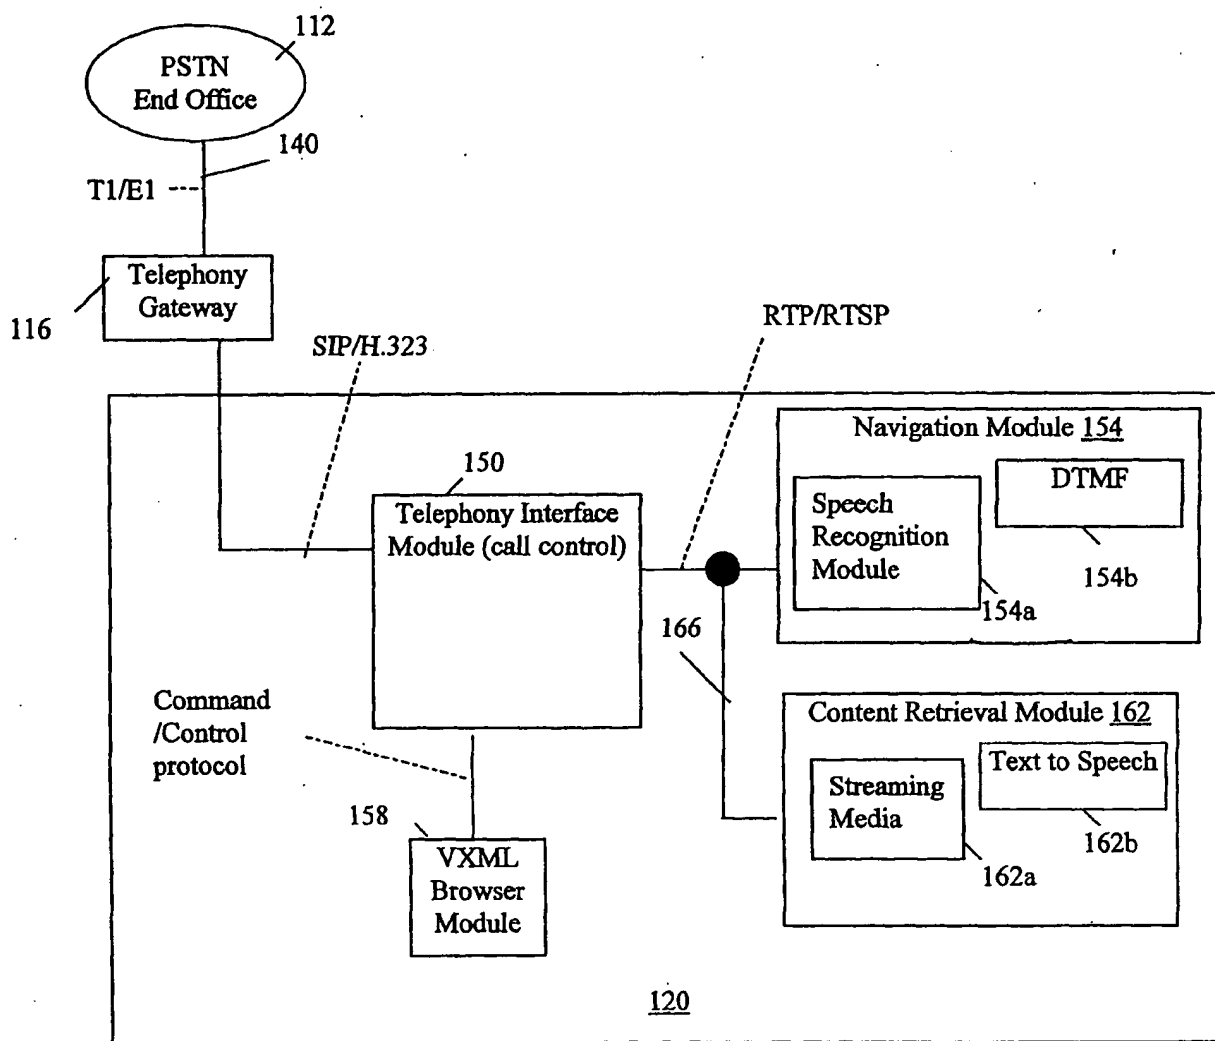 112
PSTN
End Office
140
T1/E1
Telephony
Gateway
116
SIP/H.323
RTP/RTSP
Navigation Module 154
DTMF
Speech
Recognition
Module
154b
154a
150
Telephony Interface
Module (call control)
166
Command
/Control
protocol
Content Retrieval Module 162
Text to Speech
Streaming
Media
162b
162a
158
VXML
Browser
Module
120